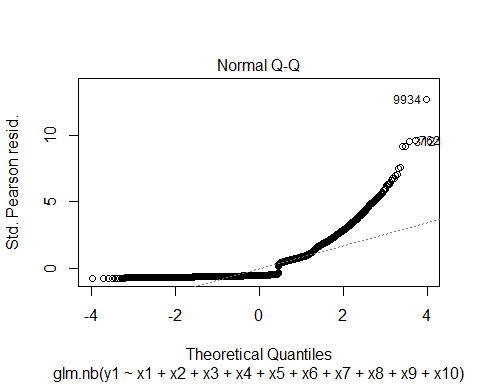 Normal Q-Q
Std. Pearson resid.
10
5
0
9934
-4 -2 0 2 4
Theoretical Quantiles
glm.nb(y1 ~ x1 + x2 + x3 + x4 + x5 + x6 + x7 + x8 + x9 + x10)